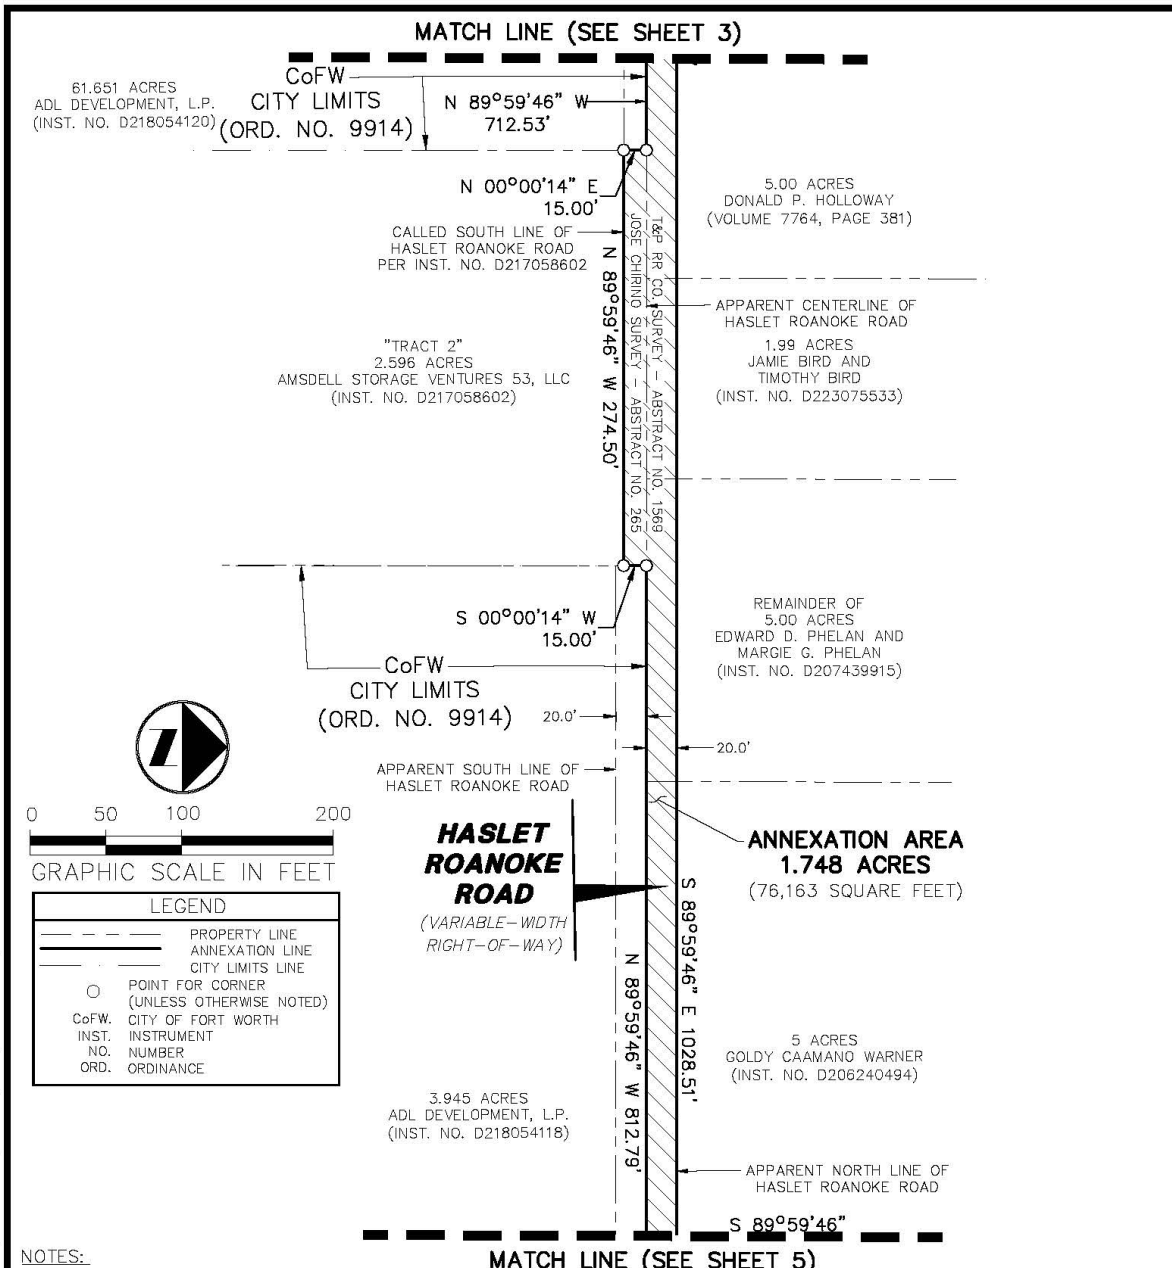 MATCH LINE (SEE SHEET 3)
61.651 ACRES
ADL DEVELOPMENT, L.P.
(INST. NO. D218054120)
CoFW
CITY LIMITS
(ORD. NO. 9914)
N 89°59'46" W
712.53'
N 00°00'14" E
15.00'
5.00 ACRES
DONALD P. HOLLOWAY
(VOLUME 7764, PAGE 381)
CALLED SOUTH LINE OF
HASLET ROANOKE ROAD
PER INST. NO. D217058602
N 89°59'46" W 274.50'
JOSE CHIRINO SURVEY - ABSTRACT NO. 265
T&P RR CO. SURVEY - ABSTRACT NO. 1569
APPARENT CENTERLINE OF
HASLET ROANOKE ROAD
"TRACT 2"
2.596 ACRES
AMSDELL STORAGE VENTURES 53, LLC
(INST. NO. D217058602)
1.99 ACRES
JAMIE BIRD AND
TIMOTHY BIRD
(INST. NO. D223075533)
S 00°00'14" W
15.00'
REMAINDER OF
5.00 ACRES
EDWARD D. PHELAN AND
MARGIE G. PHELAN
(INST. NO. D207439915)
CoFW
CITY LIMITS
(ORD. NO. 9914)
20.0'
20.0'
Z
APPARENT SOUTH LINE OF
HASLET ROANOKE ROAD
0 50 100 200
GRAPHIC SCALE IN FEET
HASLET
ROANOKE
ROAD
(VARIABLE-WIDTH
RIGHT-OF-WAY)
ANNEXATION AREA
1.748 ACRES
(76,163 SQUARE FEET)
LEGEND
PROPERTY LINE
ANNEXATION LINE
CITY LIMITS LINE
POINT FOR CORNER
(UNLESS OTHERWISE NOTED)
CoFW. CITY OF FORT WORTH
INST. INSTRUMENT
NO. NUMBER
ORD. ORDINANCE
N 89°59'46" W 812.79'
S 89°59'46" E 1028.51'
5 ACRES
GOLDY CAAMANO WARNER
(INST. NO. D206240494)
3.945 ACRES
ADL DEVELOPMENT, L.P.
(INST. NO. D218054118)
APPARENT NORTH LINE OF
HASLET ROANOKE ROAD
S 89°59'46"
NOTES:
MATCH LINE (SEE SHEET 5)